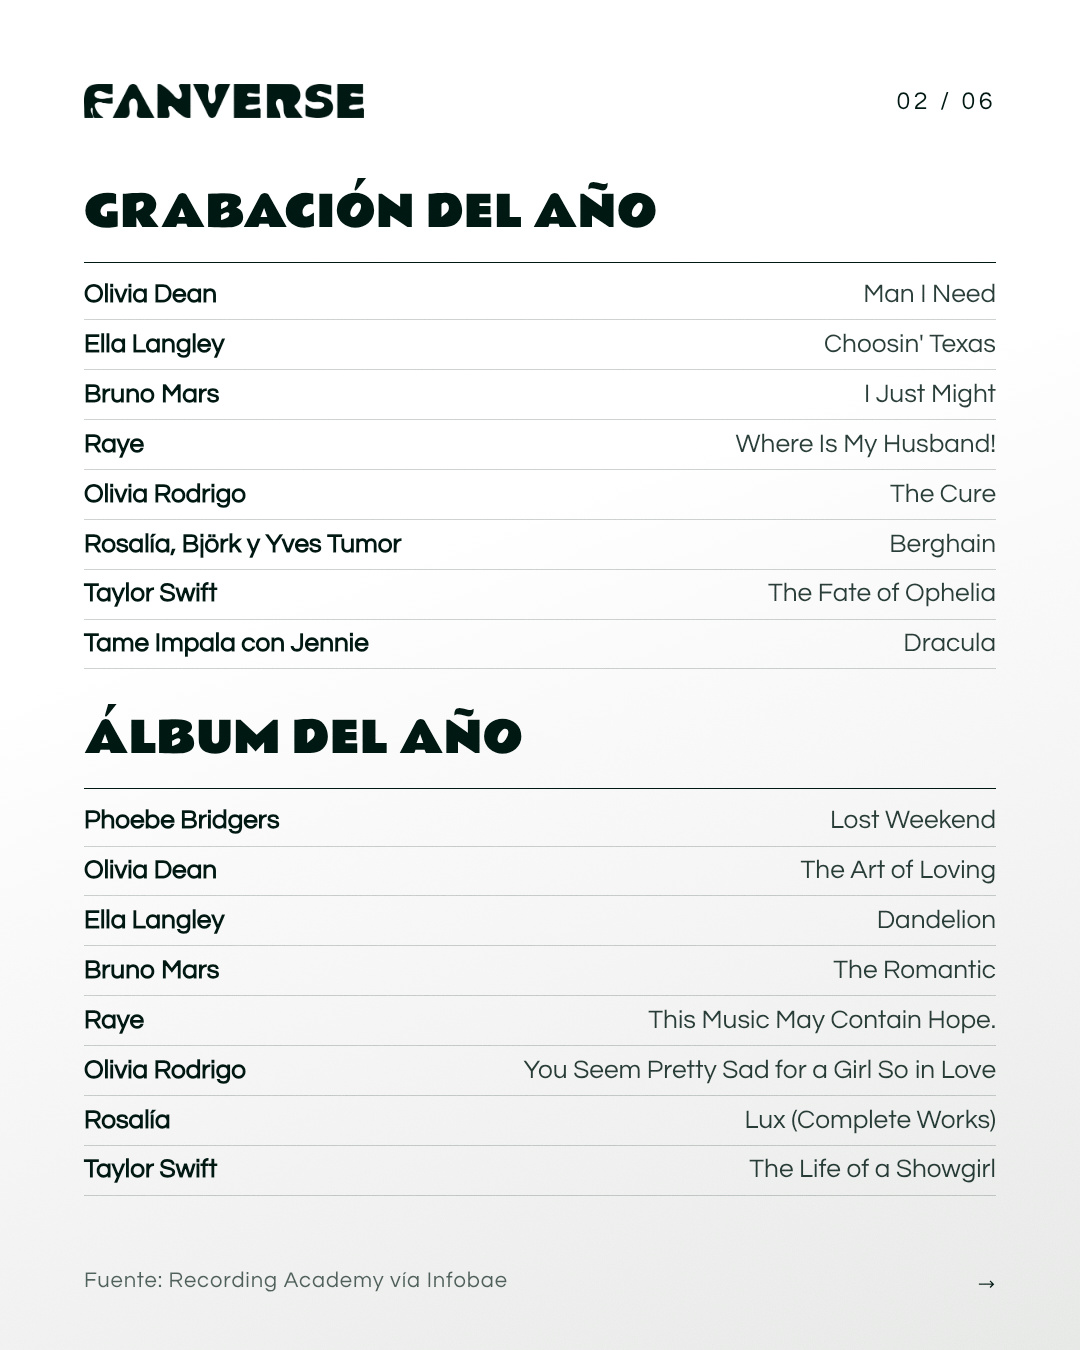 FANVERSE
02 / 06
GRABACIÓN DEL AÑO
Olivia Dean Man I Need
Ella Langley Choosin' Texas
Bruno Mars I Just Might
Raye Where Is My Husband!
Olivia Rodrigo The Cure
Rosalía, Björk y Yves Tumor Berghain
Taylor Swift The Fate of Ophelia
Tame Impala con Jennie Dracula
ÁLBUM DEL AÑO
Phoebe Bridgers Lost Weekend
Olivia Dean The Art of Loving
Ella Langley Dandelion
Bruno Mars The Romantic
Raye This Music May Contain Hope.
Olivia Rodrigo You Seem Pretty Sad for a Girl So in Love
Rosalía Lux (Complete Works)
Taylor Swift The Life of a Showgirl
Fuente: Recording Academy vía Infobae →